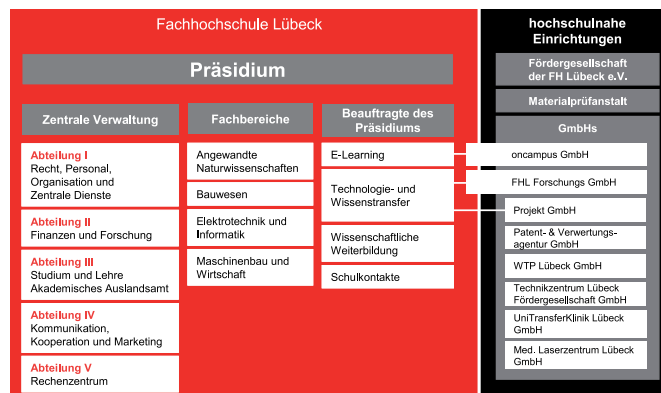 Fachhochschule Lübeck
Präsidium
Zentrale Verwaltung
Abteilung I
Recht, Personal,
Organisation und
Zentrale Dienste
Abteilung II
Finanzen und Forschung
Abteilung III
Studium und Lehre
Akademisches Auslandsamt
Abteilung IV
Kommunikation,
Kooperation und Marketing
Abteilung V
Rechenzentrum
Fachbereiche
Angewandte
Naturwissenschaften
Bauwesen
Elektrotechnik und
Informatik
Maschinenbau und
Wirtschaft
Beauftragte des
Präsidiums
E-Learning
Technologie- und
Wissenstransfer
Wissenschaftliche
Weiterbildung
Schulkontakte
hochschulnahe
Einrichtungen
Fördergesellschaft
der FH Lübeck e.V.
Materialprüfanstalt
GmbHs
oncampus GmbH
FHL Forschungs GmbH
Projekt GmbH
Patent- & Verwertungs-
agentur GmbH
WTP Lübeck GmbH
Technikzentrum Lübeck
Fördergesellschaft GmbH
UniTransferKlinik Lübeck
GmbH
Med. Laserzentrum Lübeck
GmbH